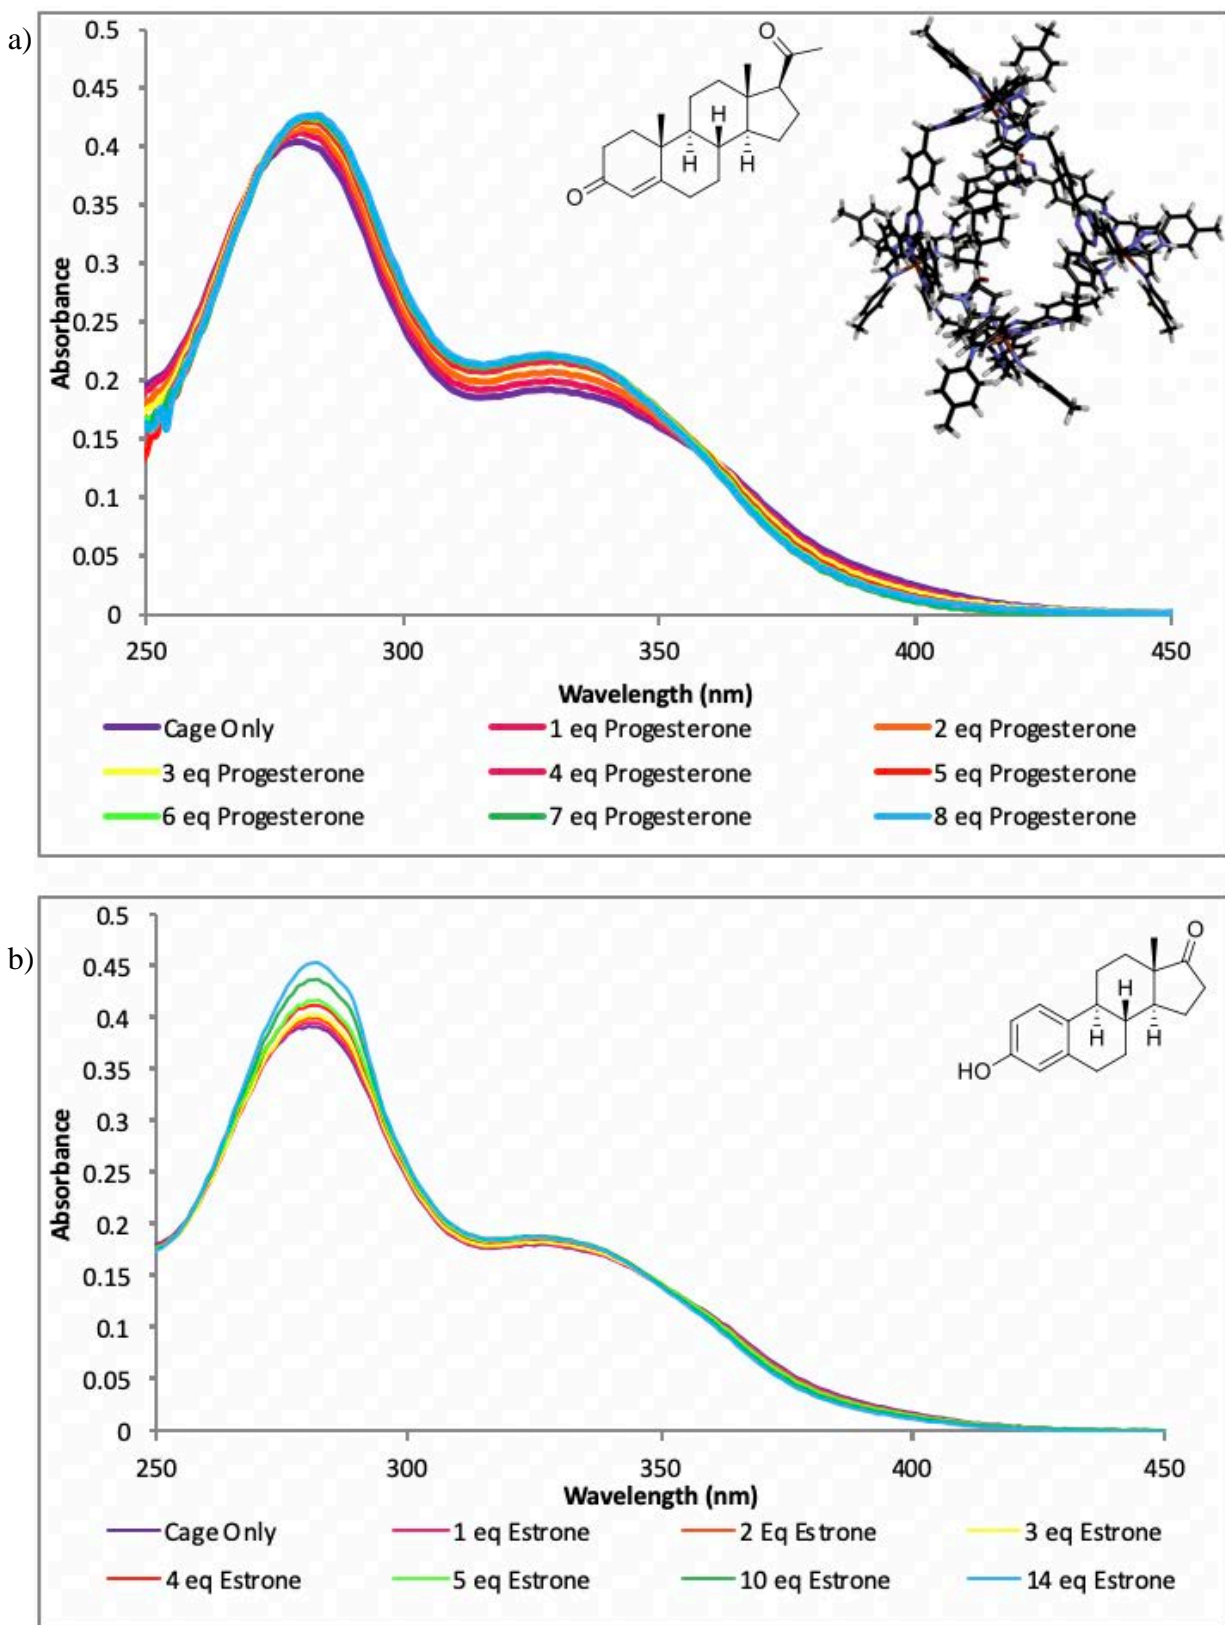 a)
0.5
0.45
0.4
0.35
0.3
0.25
0.2
0.15
0.1
0.05
0
Absorbance
O
H
H
H
O
250 300 350 400 450
Wavelength (nm)
Cage Only 1 eq Progesterone 2 eq Progesterone
3 eq Progesterone 4 eq Progesterone 5 eq Progesterone
6 eq Progesterone 7 eq Progesterone 8 eq Progesterone
b)
0.5
0.45
0.4
0.35
0.3
0.25
0.2
0.15
0.1
0.05
0
Absorbance
O
H
H
H
HO
250 300 350 400 450
Wavelength (nm)
Cage Only 1 eq Estrone 2 Eq Estrone 3 eq Estrone
4 eq Estrone 5 eq Estrone 10 eq Estrone 14 eq Estrone